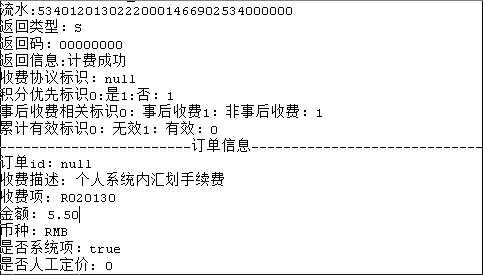 流水:5340120130222000146690253400000​0
返回类型：S
返回码：00000000
返回信息:计费成功
收费协议标识：null
积分优先标识0:是1:否：1
事后收费相关标识0：事后收费1：非事后收费：1
累计有效标识0：无效1：有效：0
------------------------订单信息------------------------
订单id：null
收费描述：个人系统内汇划手续费
收费项：R020130
金额：5.50
币种：RMB
是否系统项：true
是否人工定价：0